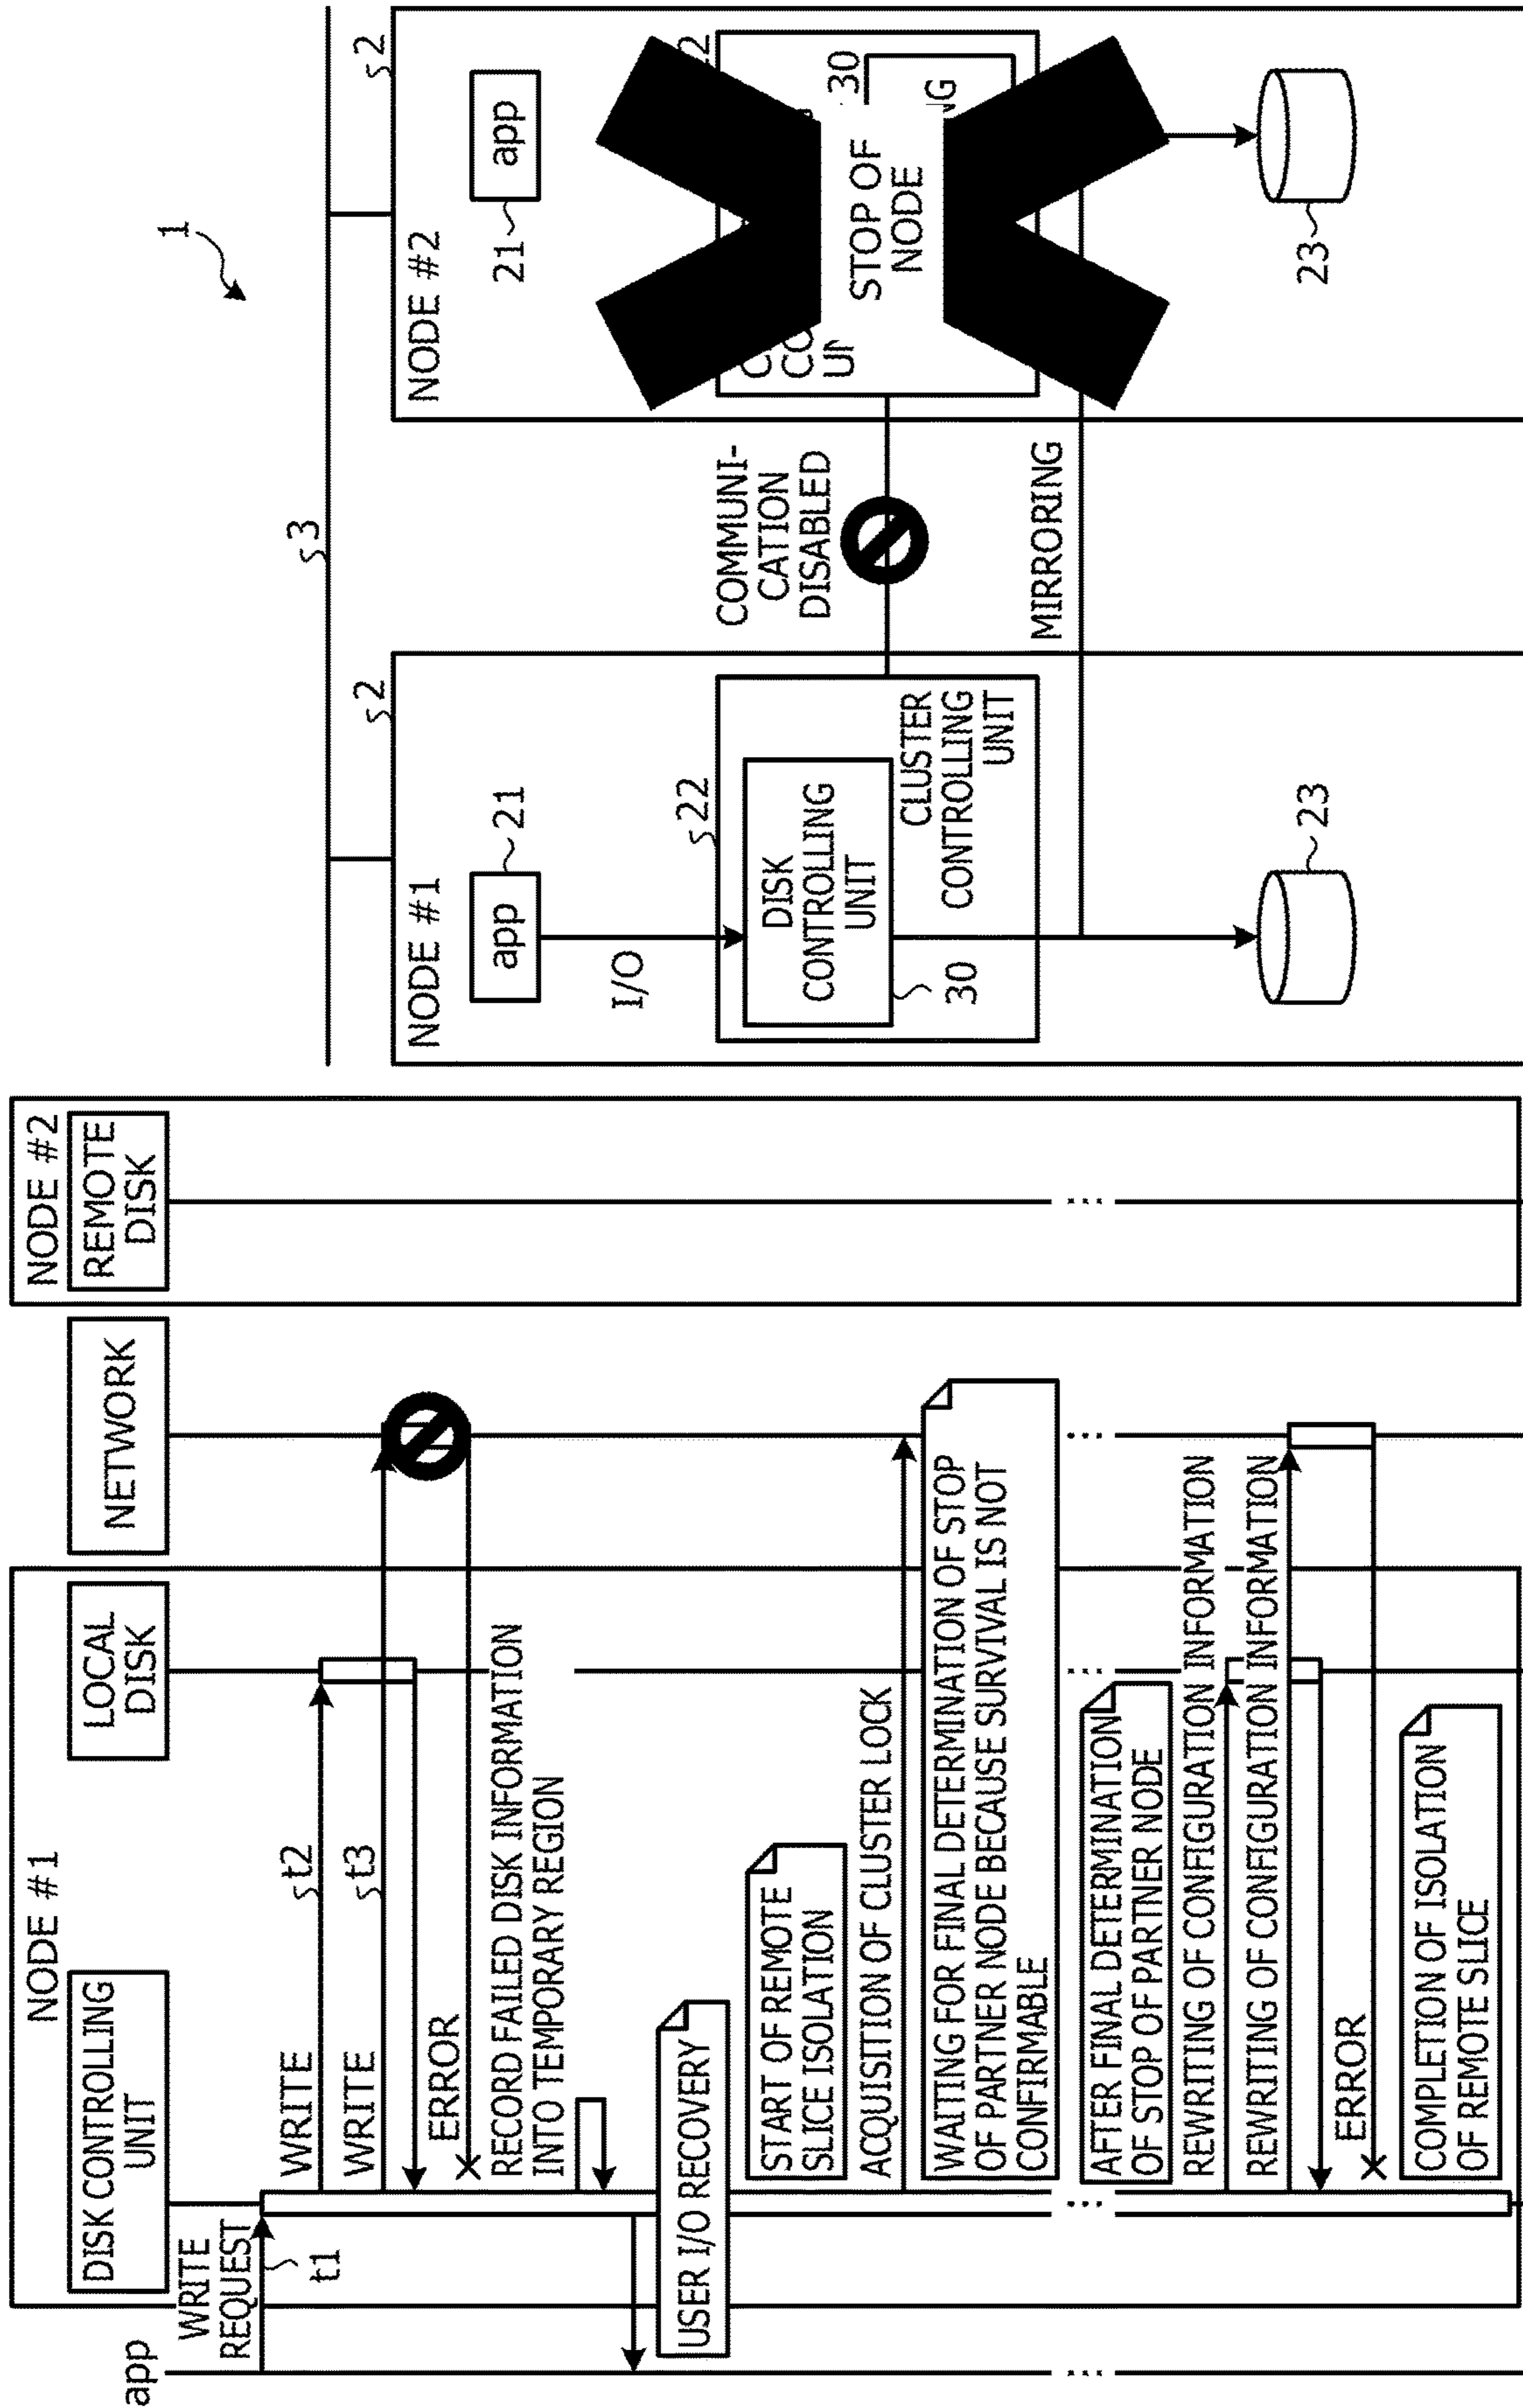 app
WRITE
REQUEST
t1
NODE #1
DISK CONTROLLING
UNIT
LOCAL
DISK
NETWORK
NODE #2
REMOTE
DISK
WRITE
t2
WRITE
t3
ERROR
RECORD FAILED DISK INFORMATION
INTO TEMPORARY REGION
USER I/O RECOVERY
START OF REMOTE
SLICE ISOLATION
ACQUISITION OF CLUSTER LOCK
WAITING FOR FINAL DETERMINATION OF STOP
OF PARTNER NODE BECAUSE SURVIVAL IS NOT
CONFIRMABLE
AFTER FINAL DETERMINATION
OF STOP OF PARTNER NODE
REWRITING OF CONFIGURATION INFORMATION
REWRITING OF CONFIGURATION INFORMATION
ERROR
COMPLETION OF ISOLATION
OF REMOTE SLICE
1
3
2
NODE #1
app
21
I/O
22
DISK
CONTROLLING
UNIT
30
CLUSTER
CONTROLLING
UNIT
23
COMMUNI-
CATION
DISABLED
MIRRORING
2
NODE #2
21
app
30
STOP OF
NODE
23